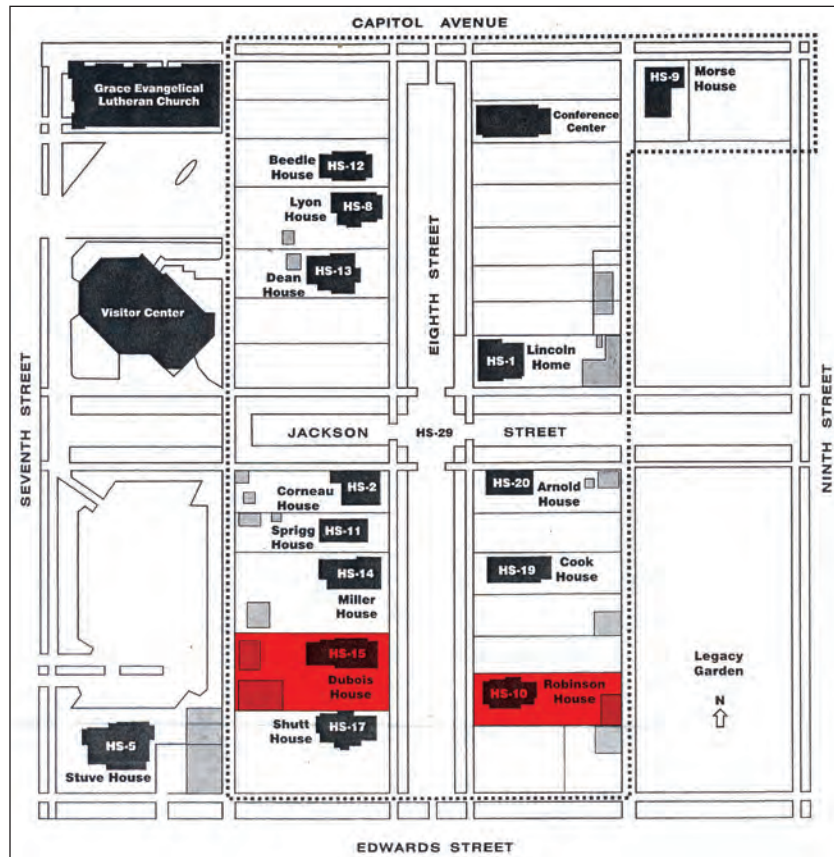 CAPITOL AVENUE
Grace Evangelical
Lutheran Church
HS-9
Morse
House
Conference
Center
Beedle
House
HS-12
Lyon
House
HS-8
Dean
House
HS-13
EIGHTH STREET
Visitor Center
HS-1
Lincoln
Home
SEVENTH STREET
NINTH STREET
JACKSON
HS-29
STREET
Corneau
House
HS-2
HS-20
Arnold
House
Sprigg
House
HS-11
HS-14
Miller
House
HS-19
Cook
House
HS-15
Dubois
House
HS-10
Robinson
House
Legacy
Garden
N
Shutt
House
HS-17
HS-5
Stuve House
EDWARDS STREET